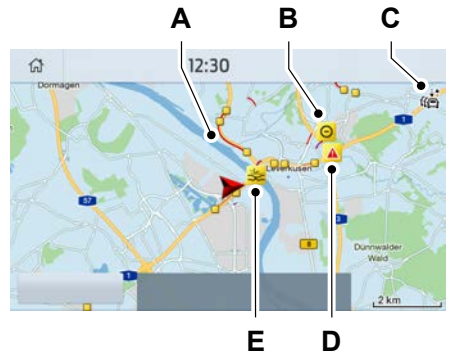 A B C
12:30
Dormagen
1
Leverkusen
57
3
8
Dünnwalder
Wald
1
2 km
E D